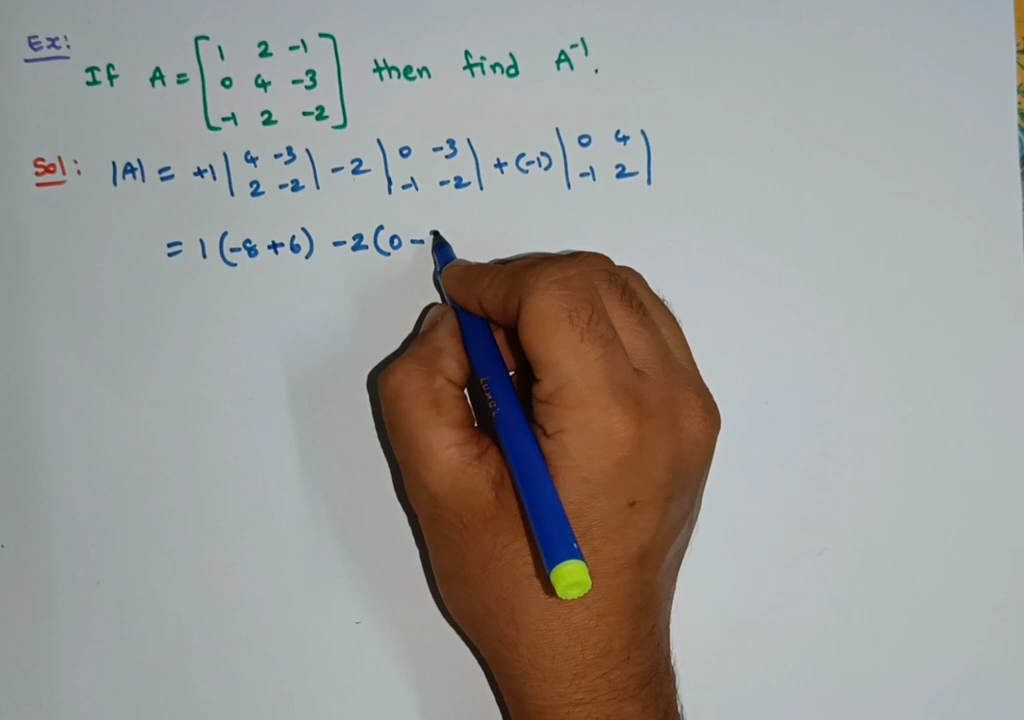 Ex:
If A = [ 1 2 -1
0 4 -3
-1 2 -2 ] then find A⁻¹.
Sol: |A| = +1 | 4 -3 | -2 | 0 -3 | + (-1) | 0 4 |
| 2 -2 | | -1 -2 | | -1 2 |
= 1 (-8 + 6) - 2 (0 -
LUXOR